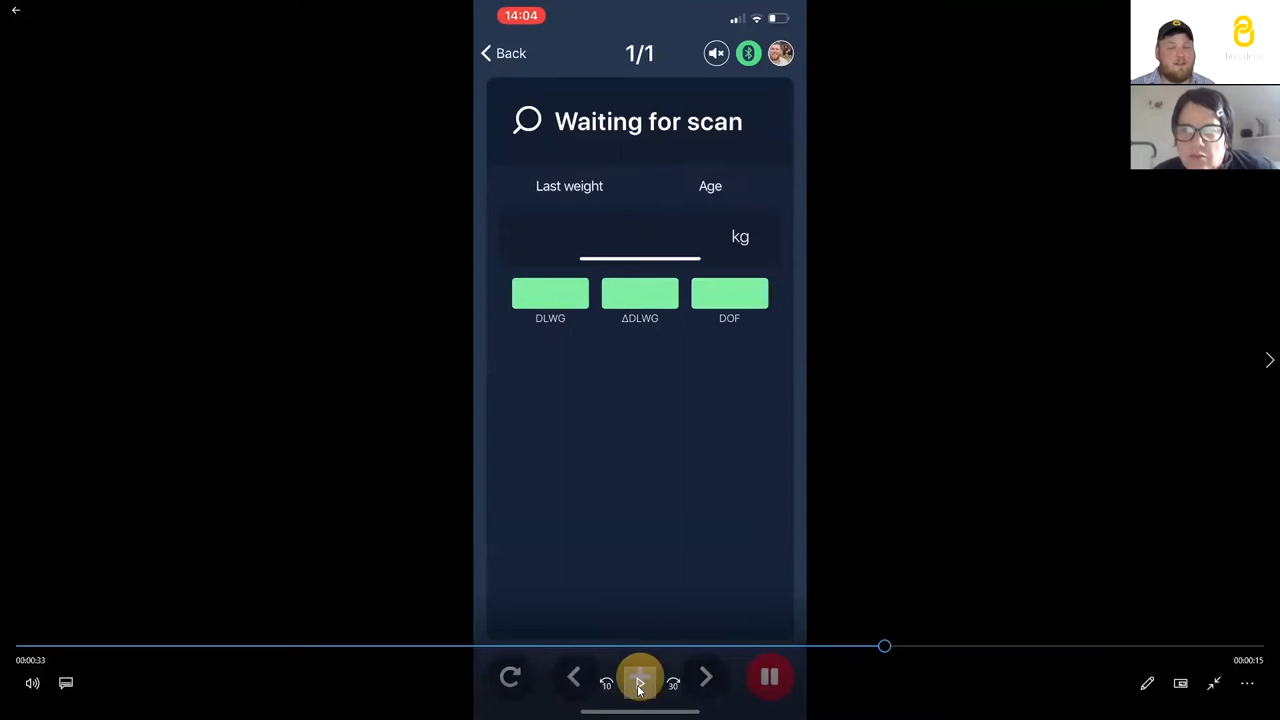 14:04
Back
1/1
Waiting for scan
Last weight
Age
kg
DLWG
ΔDLWG
DOF
00:00:33
00:00:15
10
30